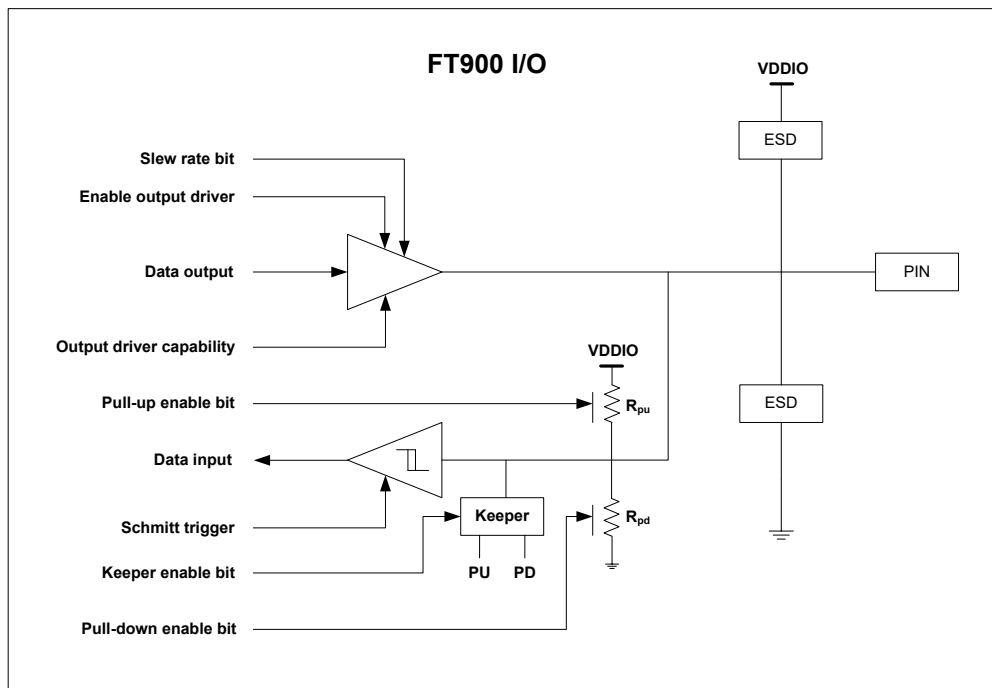 FT900 I/O
VDDIO
ESD
Slew rate bit
Enable output driver
Data output
PIN
Output driver capability
VDDIO
Pull-up enable bit
Rpu
ESD
Data input
Keeper
Rpd
Schmitt trigger
Keeper enable bit
PU PD
Pull-down enable bit